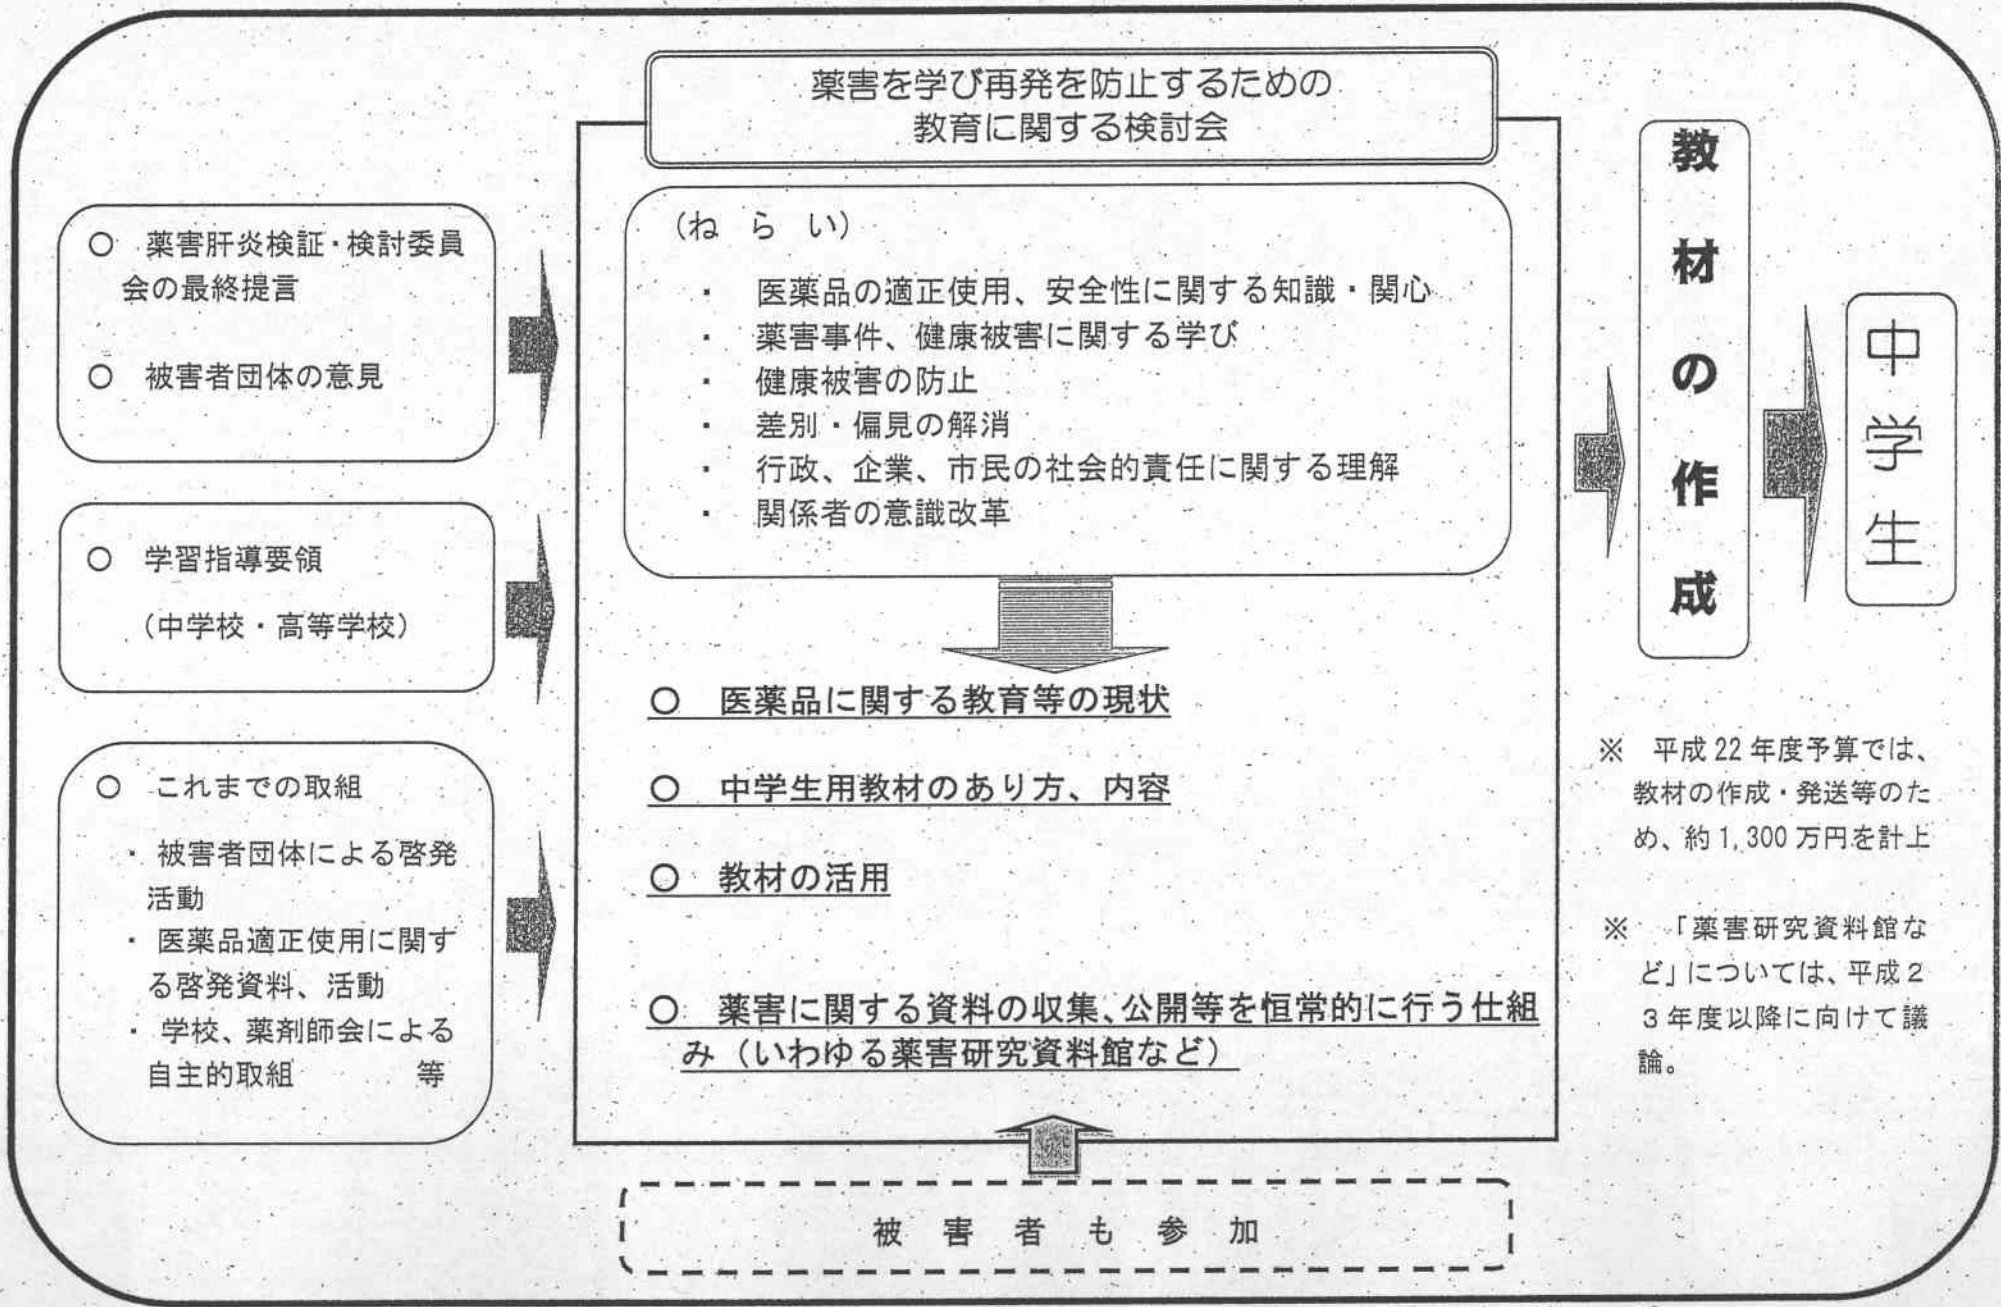 薬害を学び再発を防止するための
教育に関する検討会
○ 薬害肝炎検証・検討委員
会の最終提言
○ 被害者団体の意見
○ 学習指導要領
（中学校・高等学校）
○ これまでの取組
・ 被害者団体による啓発
活動
・ 医薬品適正使用に関す
る啓発資料、活動
・ 学校、薬剤師会による
自主的取組 等
（ね ら い）
・ 医薬品の適正使用、安全性に関する知識・関心
・ 薬害事件、健康被害に関する学び
・ 健康被害の防止
・ 差別・偏見の解消
・ 行政、企業、市民の社会的責任に関する理解
・ 関係者の意識改革
○ 医薬品に関する教育等の現状
○ 中学生用教材のあり方、内容
○ 教材の活用
○ 薬害に関する資料の収集、公開等を恒常的に行う仕組
み（いわゆる薬害研究資料館など）
被 害 者 も 参 加
教材の作成
中学生
※ 平成 22 年度予算では、
教材の作成・発送等のた
め、約 1,300 万円を計上
※ 「薬害研究資料館な
ど」については、平成２
３年度以降に向けて議
論。